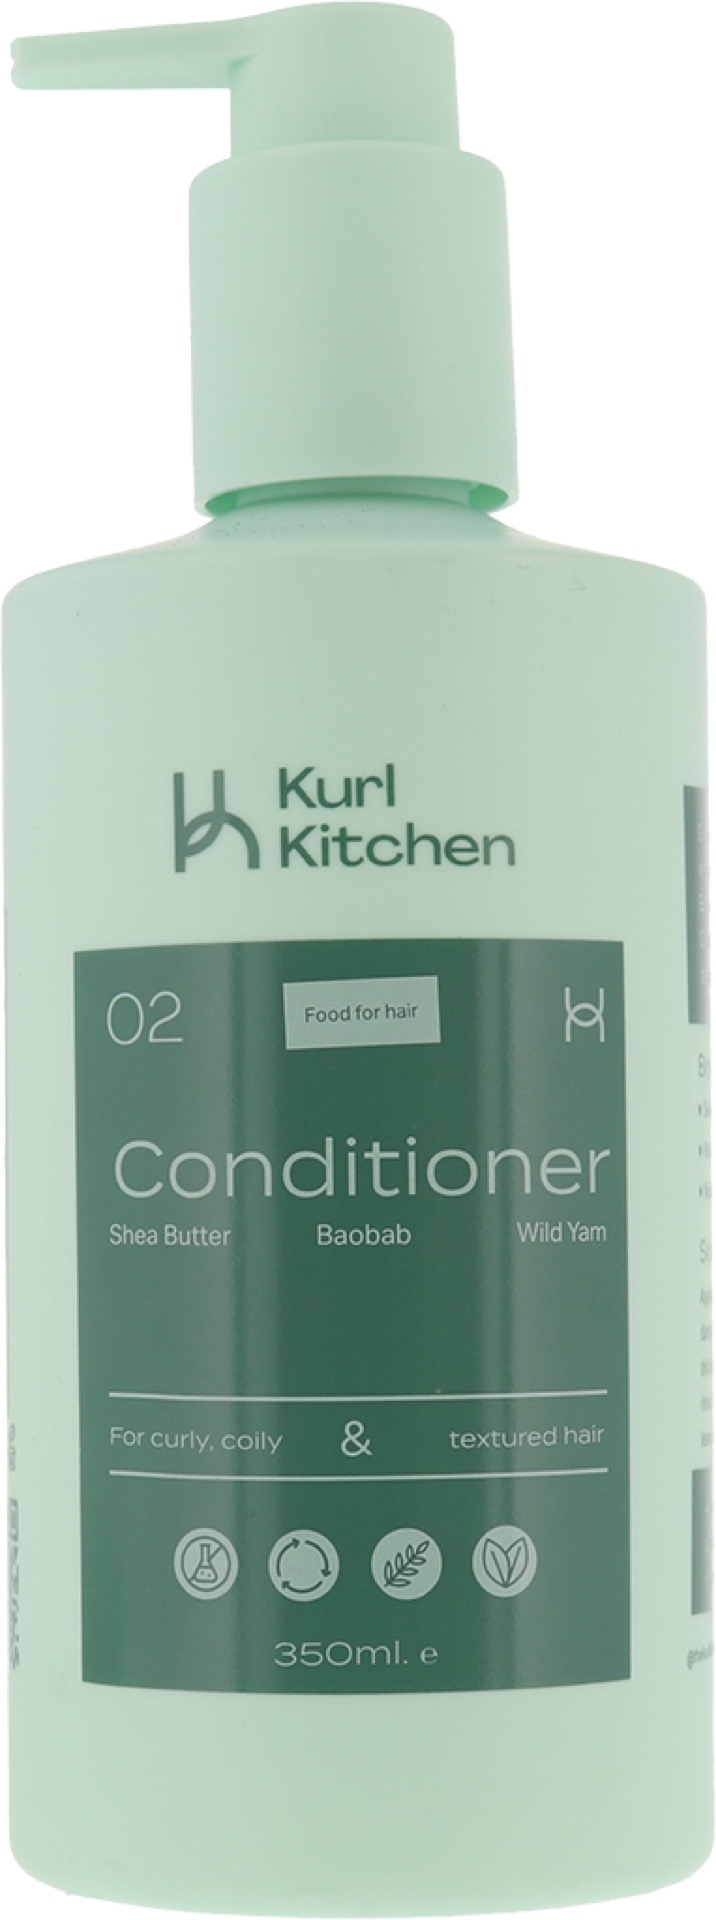 Kurl
Kitchen
02
Food for hair
Conditioner
Shea Butter Baobab Wild Yam
For curly, coily & textured hair
350ml. e